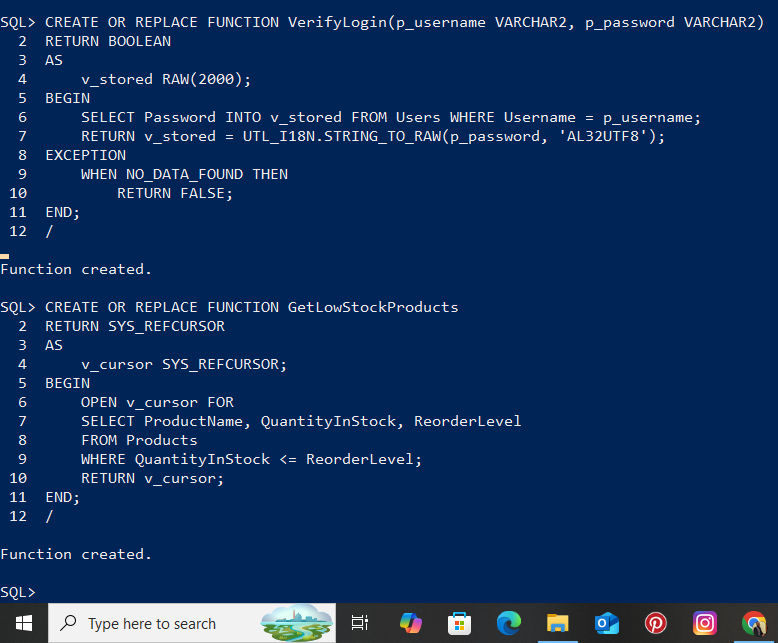 SQL> CREATE OR REPLACE FUNCTION VerifyLogin(p_username VARCHAR2, p_password VARCHAR2)
  2  RETURN BOOLEAN
  3  AS
  4      v_stored RAW(2000);
  5  BEGIN
  6      SELECT Password INTO v_stored FROM Users WHERE Username = p_username;
  7      RETURN v_stored = UTL_I18N.STRING_TO_RAW(p_password, 'AL32UTF8');
  8  EXCEPTION
  9      WHEN NO_DATA_FOUND THEN
 10          RETURN FALSE;
 11  END;
 12  /
Function created.
SQL> CREATE OR REPLACE FUNCTION GetLowStockProducts
  2  RETURN SYS_REFCURSOR
  3  AS
  4      v_cursor SYS_REFCURSOR;
  5  BEGIN
  6      OPEN v_cursor FOR
  7      SELECT ProductName, QuantityInStock, ReorderLevel
  8      FROM Products
  9      WHERE QuantityInStock <= ReorderLevel;
 10      RETURN v_cursor;
 11  END;
 12  /
Function created.
SQL>
Type here to search